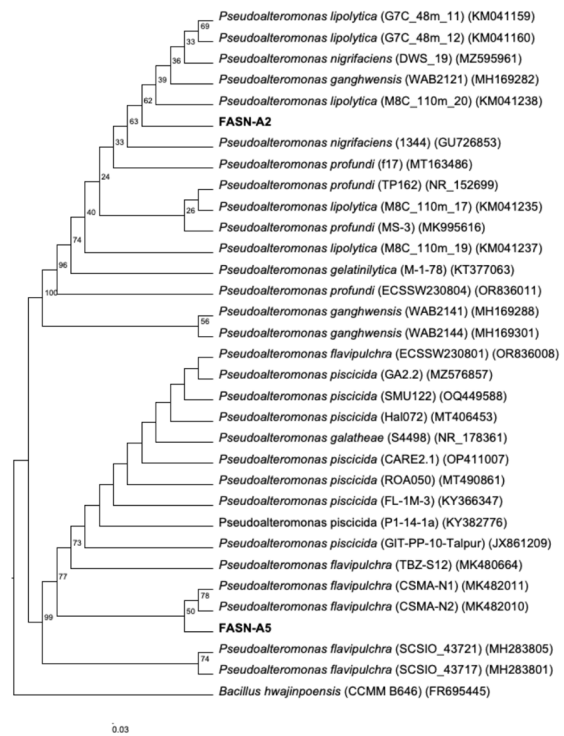 Pseudoalteromonas lipolytica (G7C_48m_11) (KM041159)
69
Pseudoalteromonas lipolytica (G7C_48m_12) (KM041160)
33
Pseudoalteromonas nigrifaciens (DWS_19) (MZ595961)
36
Pseudoalteromonas ganghwensis (WAB2121) (MH169282)
39
Pseudoalteromonas lipolytica (M8C_110m_20) (KM041238)
62
FASN-A2
63
Pseudoalteromonas nigrifaciens (1344) (GU726853)
33
Pseudoalteromonas profundi (f17) (MT163486)
24
Pseudoalteromonas profundi (TP162) (NR_152699)
Pseudoalteromonas lipolytica (M8C_110m_17) (KM041235)
26
40
Pseudoalteromonas profundi (MS-3) (MK995616)
74
Pseudoalteromonas lipolytica (M8C_110m_19) (KM041237)
96
Pseudoalteromonas gelatinilytica (M-1-78) (KT377063)
100
Pseudoalteromonas profundi (ECSSW230804) (OR836011)
Pseudoalteromonas ganghwensis (WAB2141) (MH169288)
56
Pseudoalteromonas ganghwensis (WAB2144) (MH169301)
Pseudoalteromonas flavipulchra (ECSSW230801) (OR836008)
Pseudoalteromonas piscicida (GA2.2) (MZ576857)
Pseudoalteromonas piscicida (SMU122) (OQ449588)
Pseudoalteromonas piscicida (Hal072) (MT406453)
Pseudoalteromonas galatheae (S4498) (NR_178361)
Pseudoalteromonas piscicida (CARE2.1) (OP411007)
Pseudoalteromonas piscicida (ROA050) (MT490861)
Pseudoalteromonas piscicida (FL-1M-3) (KY366347)
Pseudoalteromonas piscicida (P1-14-1a) (KY382776)
73
Pseudoalteromonas piscicida (GIT-PP-10-Talpur) (JX861209)
77
Pseudoalteromonas flavipulchra (TBZ-S12) (MK480664)
Pseudoalteromonas flavipulchra (CSMA-N1) (MK482011)
78
Pseudoalteromonas flavipulchra (CSMA-N2) (MK482010)
50
99
FASN-A5
Pseudoalteromonas flavipulchra (SCSIO_43721) (MH283805)
74
Pseudoalteromonas flavipulchra (SCSIO_43717) (MH283801)
Bacillus hwajinpoensis (CCMM B646) (FR695445)
0.03